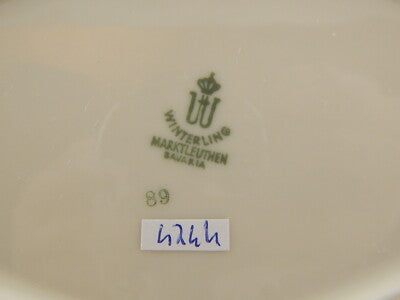 W
WINTERLING
MARKTLEUTHEN
BAVARIA
89
4244